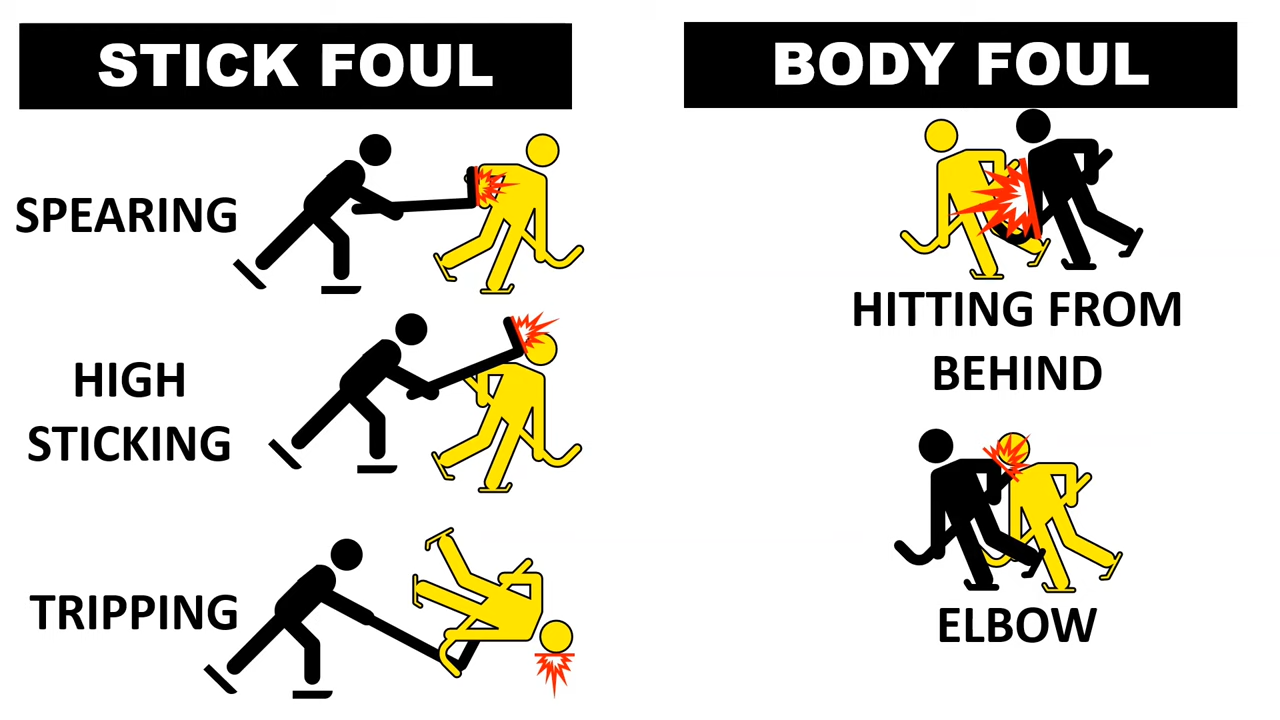 STICK FOUL
SPEARING
HIGH
STICKING
TRIPPING
BODY FOUL
HITTING FROM
BEHIND
ELBOW